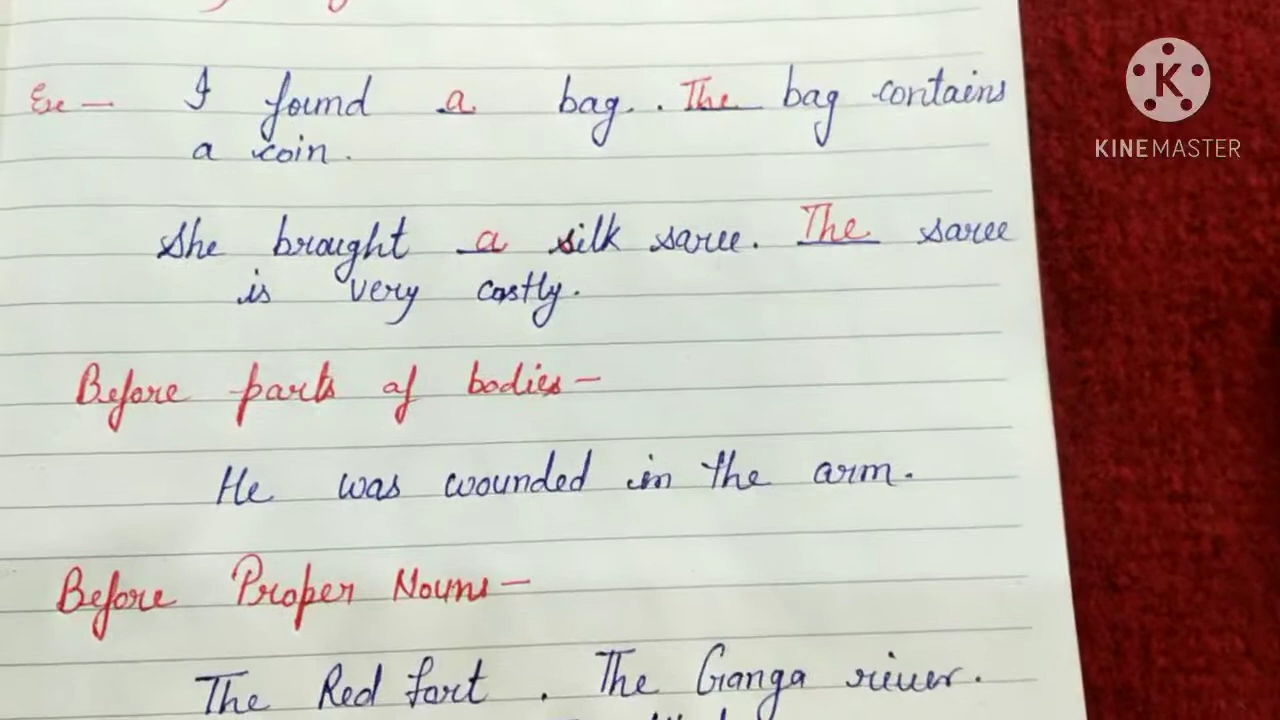 Ex — I found a bag. . The bag contains
a coin.
She brought a silk saree. The saree
is very costly.
Before parts of bodies —
He was wounded in the arm.
Before Proper Nouns —
The Red fort . The Ganga river.
KINEMASTER